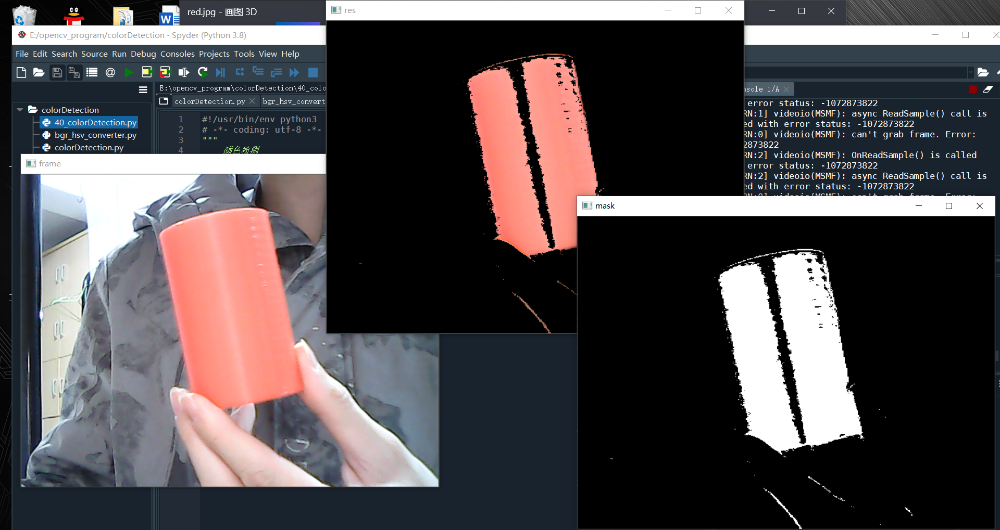 red.jpg - 画图 3D
res
E:/opencv_program/colorDetection - Spyder (Python 3.8)
File Edit Search Source Run Debug Consoles Projects Tools View Help
E:\opencv_program\colorDetection\40_colo
nsole 1/A
colorDetection.py
bgr_hsv_convert
colorDetection
40_colorDetection.py
bgr_hsv_converter.py
colorDetection.py
1 #!/usr/bin/env python3
2 # -*- coding: utf-8 -*-
3 """
4 颜色检测
error status: -1072873822
RN:1] videoio(MSMF): async ReadSample() call is
ed with error status: -1072873822
RN:0] videoio(MSMF): can't grab frame. Error:
2873822
RN:2] videoio(MSMF): OnReadSample() is called
error status: -1072873822
RN:2] videoio(MSMF): async ReadSample() call is
ed with error status: -1072873822
frame
mask